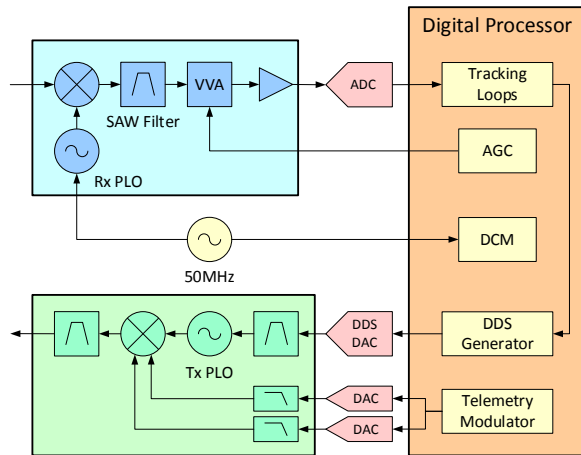 Digital Processor
VVA
ADC
Tracking
Loops
SAW Filter
AGC
Rx PLO
DCM
50MHz
DDS
DAC
DDS
Generator
Tx PLO
DAC
DAC
Telemetry
Modulator